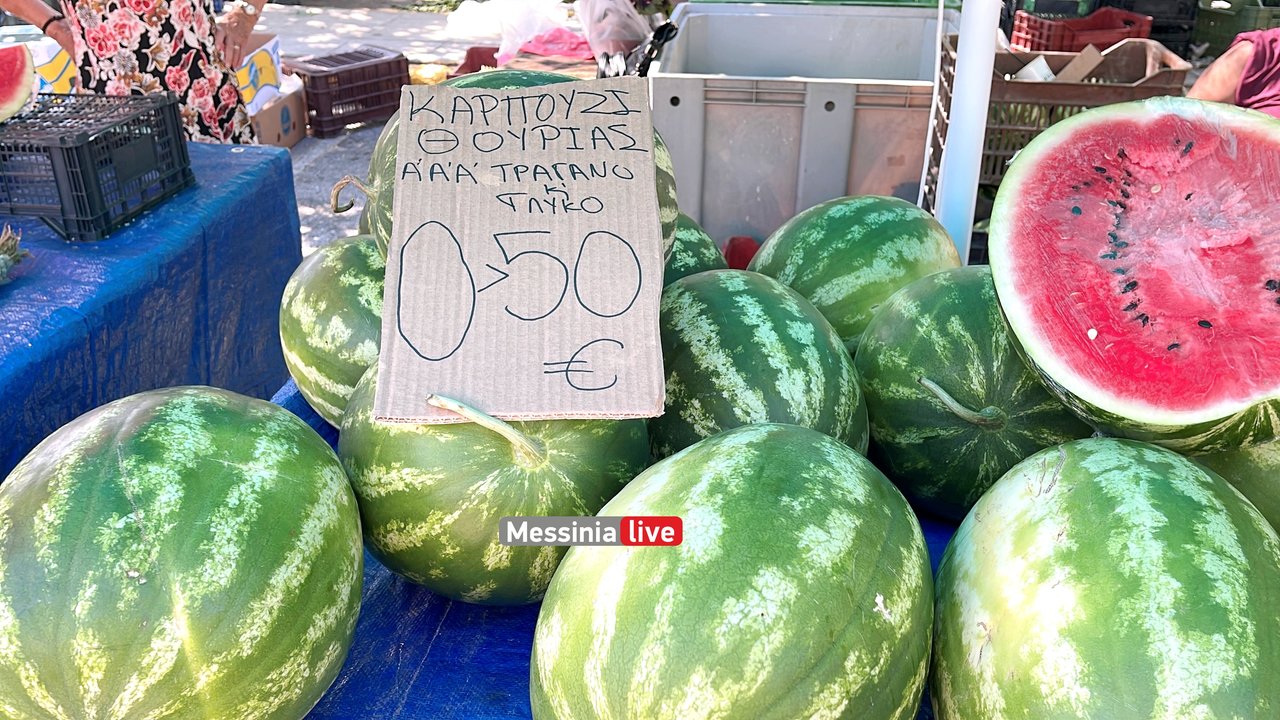 ΚΑΡΠΟΥΖΙ
ΘΟΥΡΙΑΣ
Α'Α'Α' ΤΡΑΓΑΝΟ
Κ
ΓΛΥΚΟ
0,50
€
Messinia live